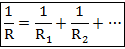 1/R = 1/R₁ + 1/R₂ + ⋯